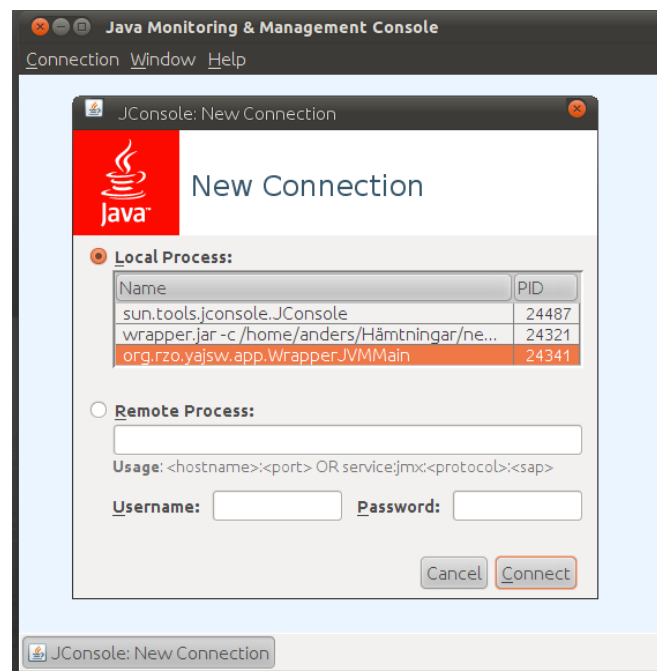 Java Monitoring & Management Console
Connection Window Help
JConsole: New Connection
Java™
New Connection
Local Process:
Name PID
sun.tools.jconsole.JConsole 24487
wrapper.jar -c /home/anders/Hämtningar/ne... 24321
org.rzo.yajsw.app.WrapperJVMMain 24341
Remote Process:
Usage: <hostname>:<port> OR service:jmx:<protocol>:<sap>
Username: Password:
Cancel Connect
JConsole: New Connection